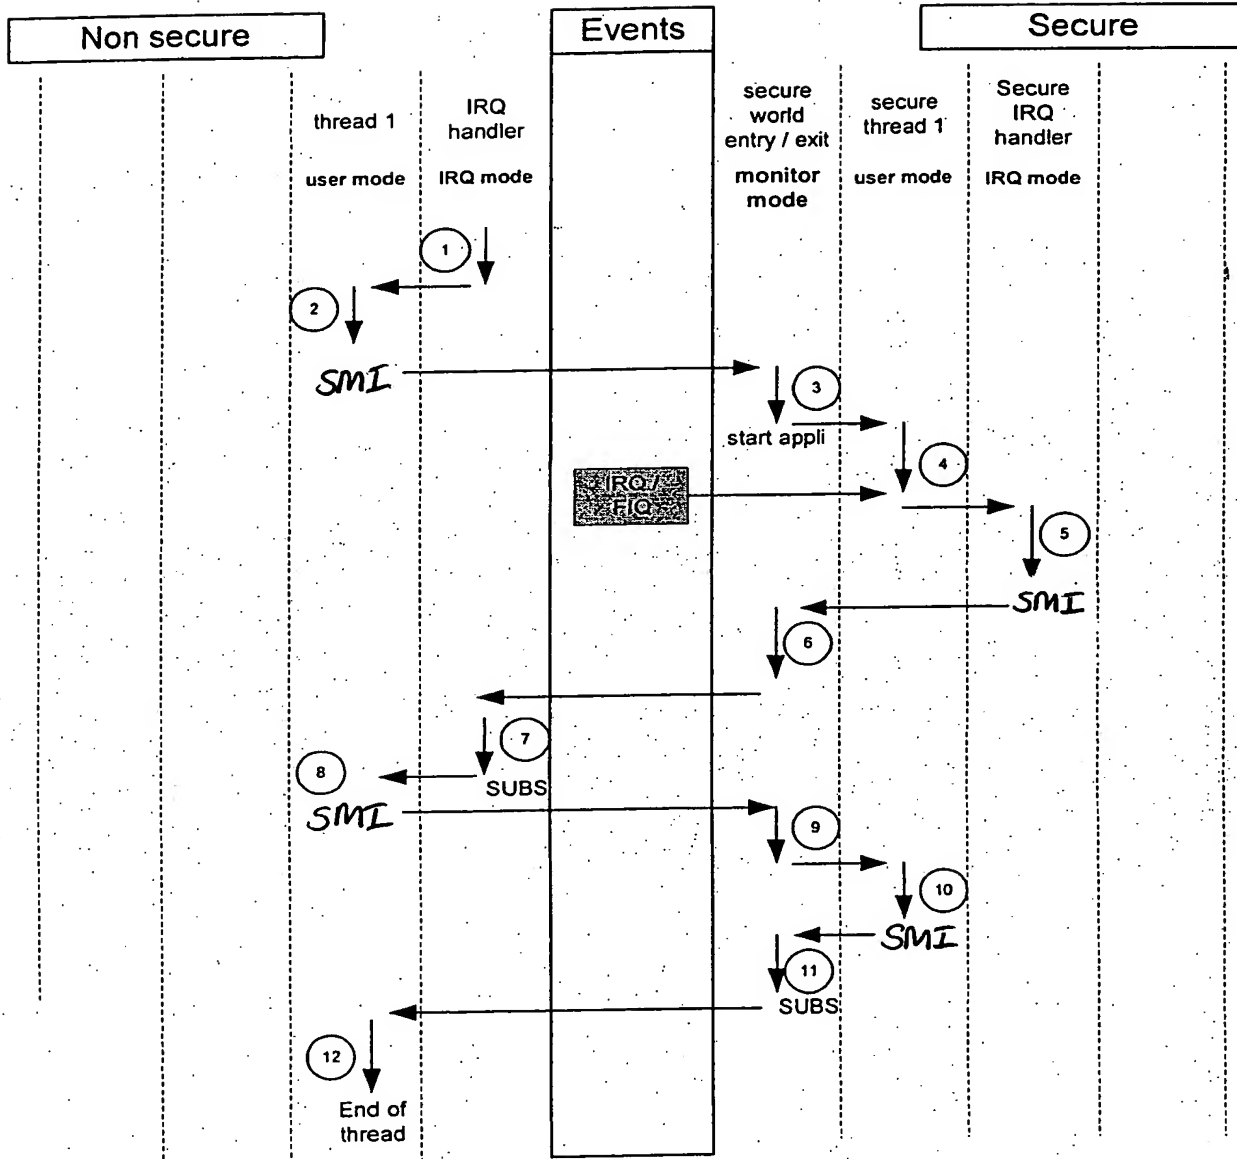 Non secure
Events
Secure
thread 1
user mode
IRQ
handler
IRQ mode
secure
world
entry / exit
monitor
mode
secure
thread 1
user mode
Secure
IRQ
handler
IRQ mode
1
2
SMI
3
start appli
4
IRQ /
FIQ
5
SMI
6
7
8
SUBS
SMI
9
10
SMI
11
SUBS
12
End of
thread